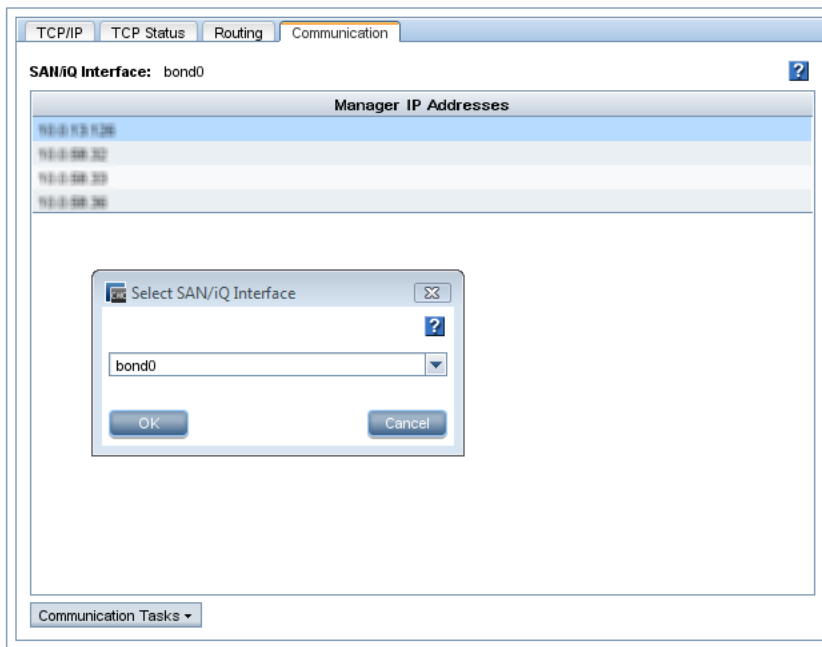 TCP/IP TCP Status Routing Communication
SAN/iQ Interface: bond0
?
Manager IP Addresses
Select SAN/iQ Interface
?
bond0
OK Cancel
Communication Tasks